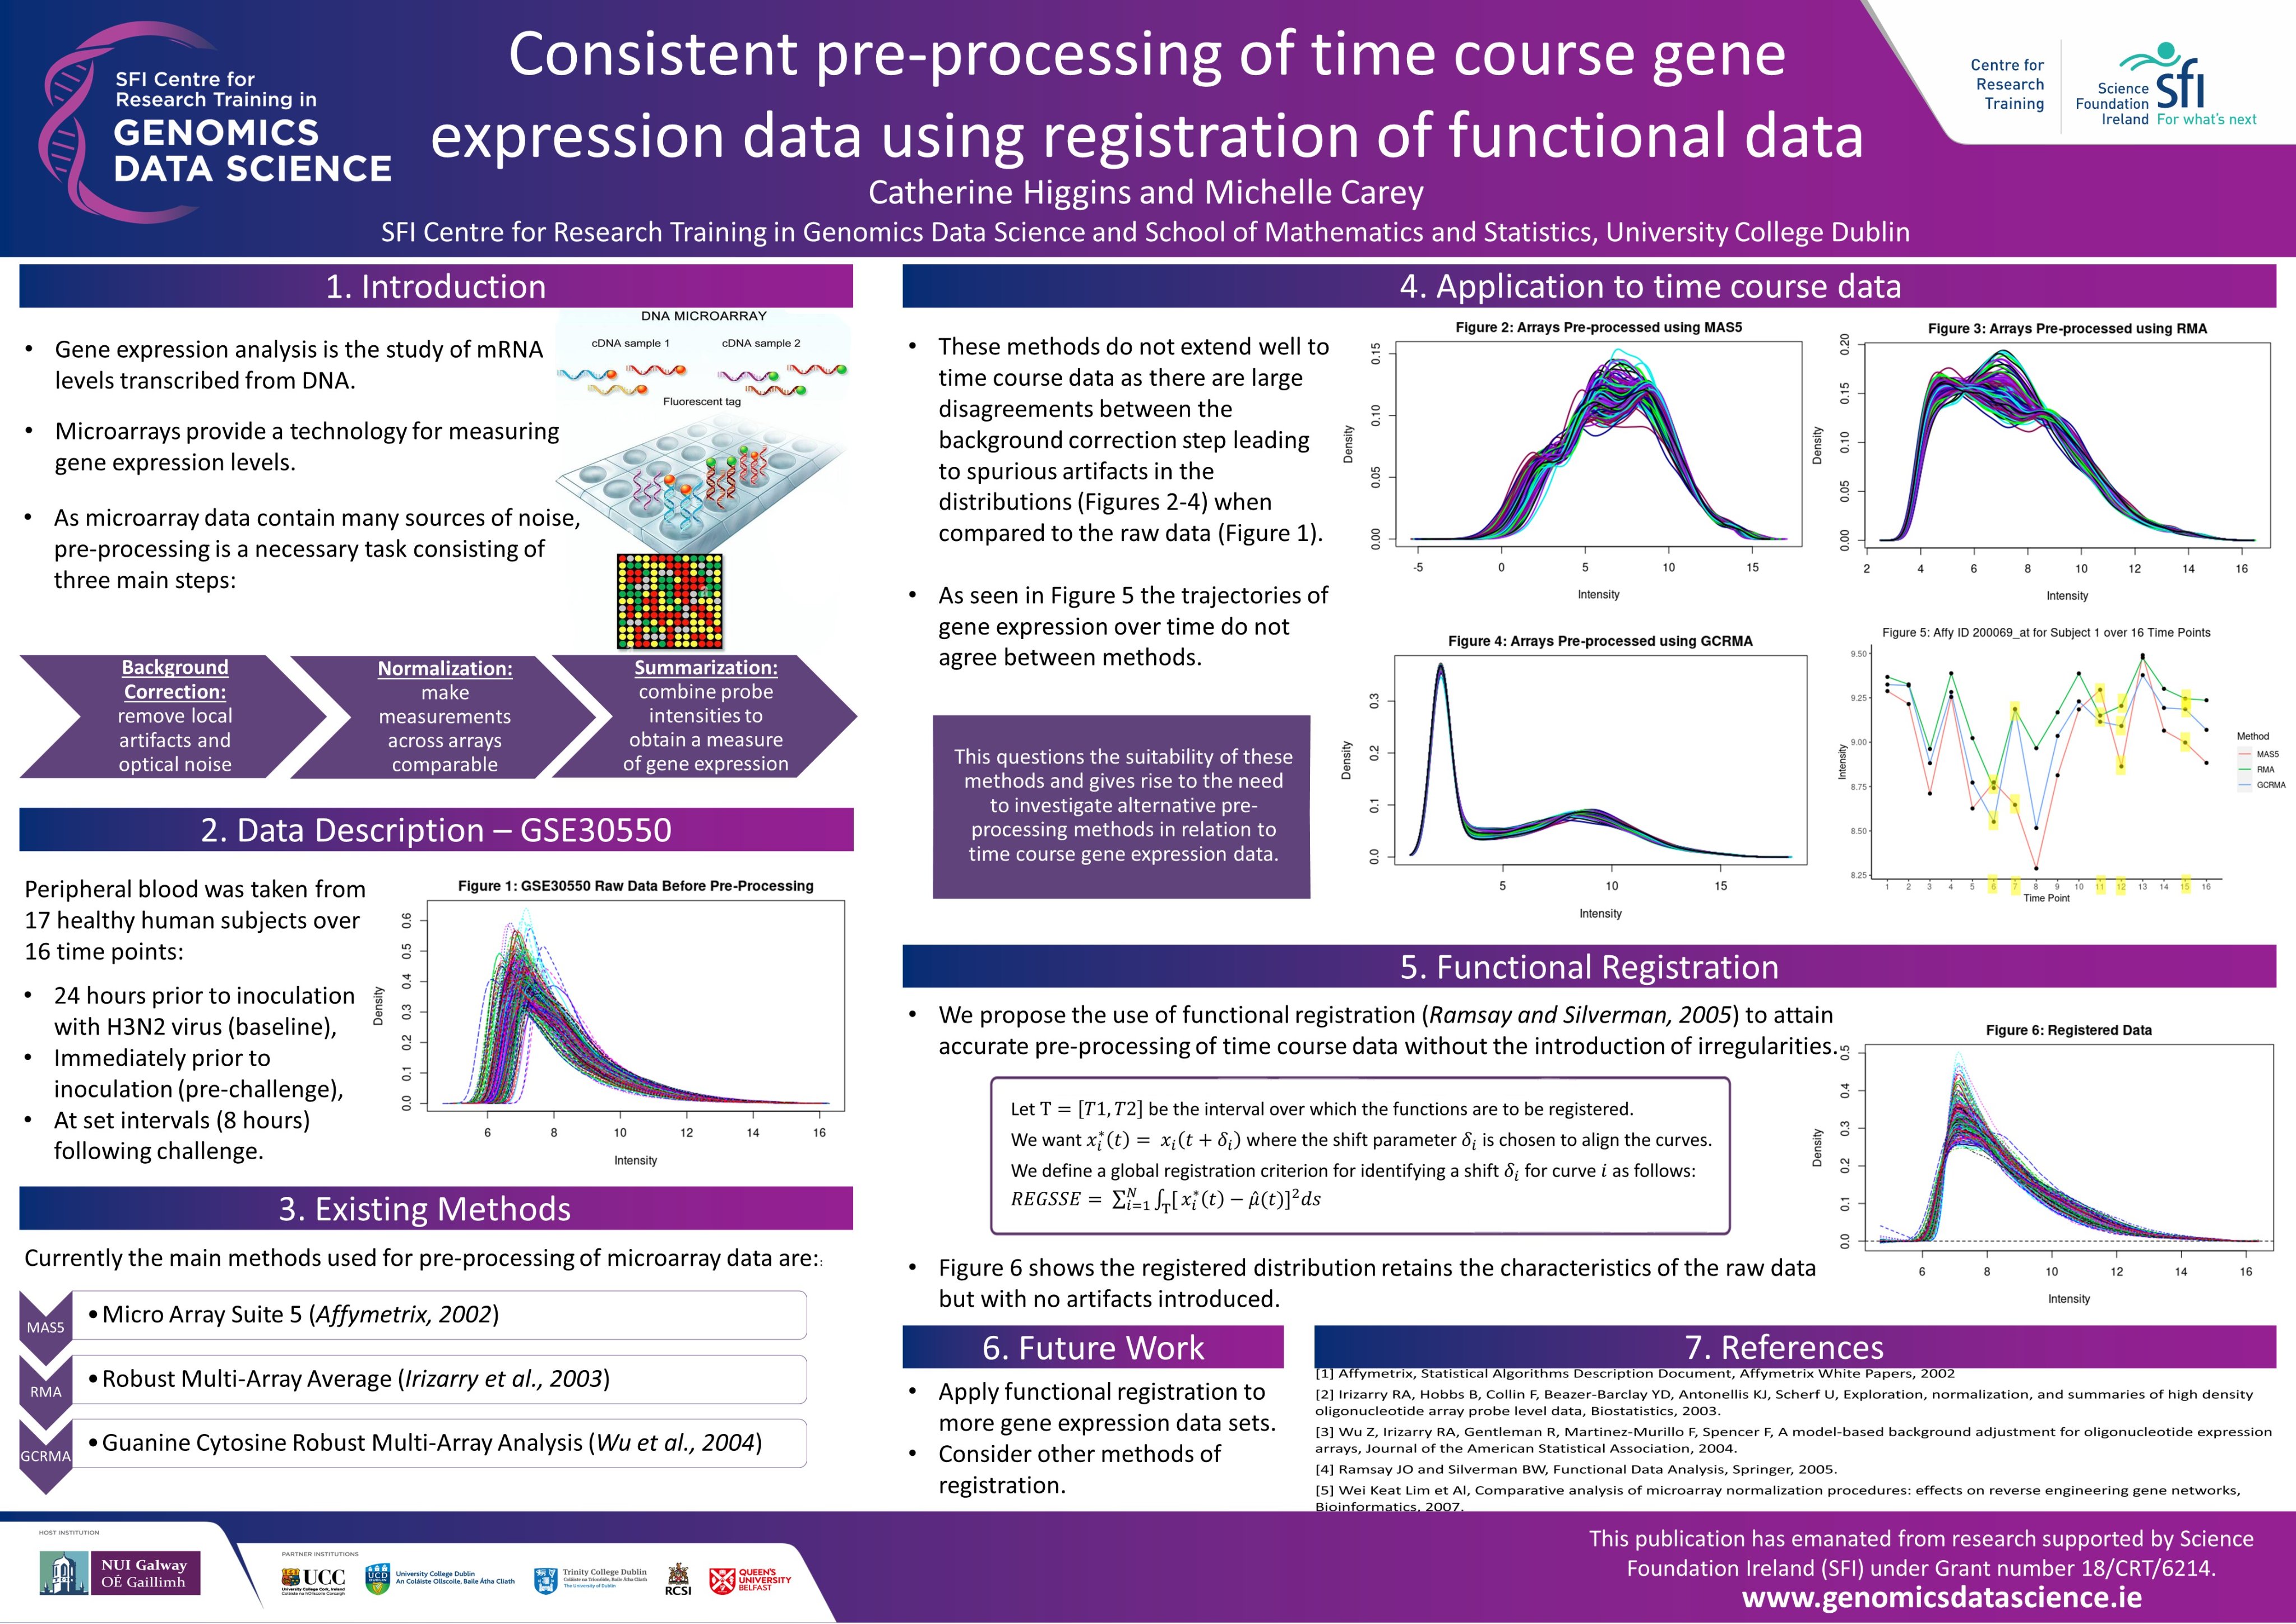 SFI Centre for
Research Training in
GENOMICS
DATA SCIENCE
Consistent pre-processing of time course gene
expression data using registration of functional data
Catherine Higgins and Michelle Carey
SFI Centre for Research Training in Genomics Data Science and School of Mathematics and Statistics, University College Dublin
Centre for
Research
Training
Science
Foundation
Ireland
sfi
For what's next
1. Introduction
• Gene expression analysis is the study of mRNA
levels transcribed from DNA.
• Microarrays provide a technology for measuring
gene expression levels.
• As microarray data contain many sources of noise,
pre-processing is a necessary task consisting of
three main steps:
DNA MICROARRAY
cDNA sample 1
cDNA sample 2
Fluorescent tag
Background
Correction:
remove local
artifacts and
optical noise
Normalization:
make
measurements
across arrays
comparable
Summarization:
combine probe
intensities to
obtain a measure
of gene expression
2. Data Description – GSE30550
Peripheral blood was taken from
17 healthy human subjects over
16 time points:
• 24 hours prior to inoculation
with H3N2 virus (baseline),
• Immediately prior to
inoculation (pre-challenge),
• At set intervals (8 hours)
following challenge.
Figure 1: GSE30550 Raw Data Before Pre-Processing
Density
0.0 0.1 0.2 0.3 0.4 0.5 0.6
6 8 10 12 14 16
Intensity
3. Existing Methods
Currently the main methods used for pre-processing of microarray data are::
MAS5
• Micro Array Suite 5 (Affymetrix, 2002)
RMA
• Robust Multi-Array Average (Irizarry et al., 2003)
GCRMA
• Guanine Cytosine Robust Multi-Array Analysis (Wu et al., 2004)
4. Application to time course data
• These methods do not extend well to
time course data as there are large
disagreements between the
background correction step leading
to spurious artifacts in the
distributions (Figures 2-4) when
compared to the raw data (Figure 1).
• As seen in Figure 5 the trajectories of
gene expression over time do not
agree between methods.
This questions the suitability of these
methods and gives rise to the need
to investigate alternative pre-
processing methods in relation to
time course gene expression data.
Figure 2: Arrays Pre-processed using MAS5
Density
0.00 0.05 0.10 0.15
-5 0 5 10 15
Intensity
Figure 3: Arrays Pre-processed using RMA
Density
0.00 0.05 0.10 0.15 0.20
2 4 6 8 10 12 14 16
Intensity
Figure 4: Arrays Pre-processed using GCRMA
Density
0.0 0.1 0.2 0.3
5 10 15
Intensity
Figure 5: Affy ID 200069_at for Subject 1 over 16 Time Points
Intensity
9.50
9.25
9.00
8.75
8.50
8.25
1 2 3 4 5 6 7 8 9 10 11 12 13 14 15 16
Time Point
Method
MAS5
RMA
GCRMA
5. Functional Registration
• We propose the use of functional registration (Ramsay and Silverman, 2005) to attain
accurate pre-processing of time course data without the introduction of irregularities.
Let T = [T1, T2] be the interval over which the functions are to be registered.
We want xᵢ*(t) = xᵢ(t + δᵢ) where the shift parameter δᵢ is chosen to align the curves.
We define a global registration criterion for identifying a shift δᵢ for curve i as follows:
REGSSE = ∑ᵢ₌₁ᴺ ∫T[xᵢ*(t) − μ̂(t)]²ds
• Figure 6 shows the registered distribution retains the characteristics of the raw data
but with no artifacts introduced.
Figure 6: Registered Data
Density
0.0 0.1 0.2 0.3 0.4 0.5
6 8 10 12 14 16
Intensity
6. Future Work
• Apply functional registration to
more gene expression data sets.
• Consider other methods of
registration.
7. References
[1] Affymetrix, Statistical Algorithms Description Document, Affymetrix White Papers, 2002
[2] Irizarry RA, Hobbs B, Collin F, Beazer-Barclay YD, Antonellis KJ, Scherf U, Exploration, normalization, and summaries of high density
oligonucleotide array probe level data, Biostatistics, 2003.
[3] Wu Z, Irizarry RA, Gentleman R, Martinez-Murillo F, Spencer F, A model-based background adjustment for oligonucleotide expression
arrays, Journal of the American Statistical Association, 2004.
[4] Ramsay JO and Silverman BW, Functional Data Analysis, Springer, 2005.
[5] Wei Keat Lim et Al, Comparative analysis of microarray normalization procedures: effects on reverse engineering gene networks,
Bioinformatics, 2007.
HOST INSTITUTION
NUI Galway
OÉ Gaillimh
PARTNER INSTITUTIONS
UCC
University College Cork, Ireland
Coláiste na hOllscoile Corcaigh
UCD
DUBLIN
University College Dublin
An Coláiste Ollscoile, Baile Átha Cliath
Trinity College Dublin
Coláiste na Tríonóide, Baile Átha Cliath
The University of Dublin
RCSI
QUEEN'S
UNIVERSITY
BELFAST
This publication has emanated from research supported by Science
Foundation Ireland (SFI) under Grant number 18/CRT/6214.
www.genomicsdatascience.ie